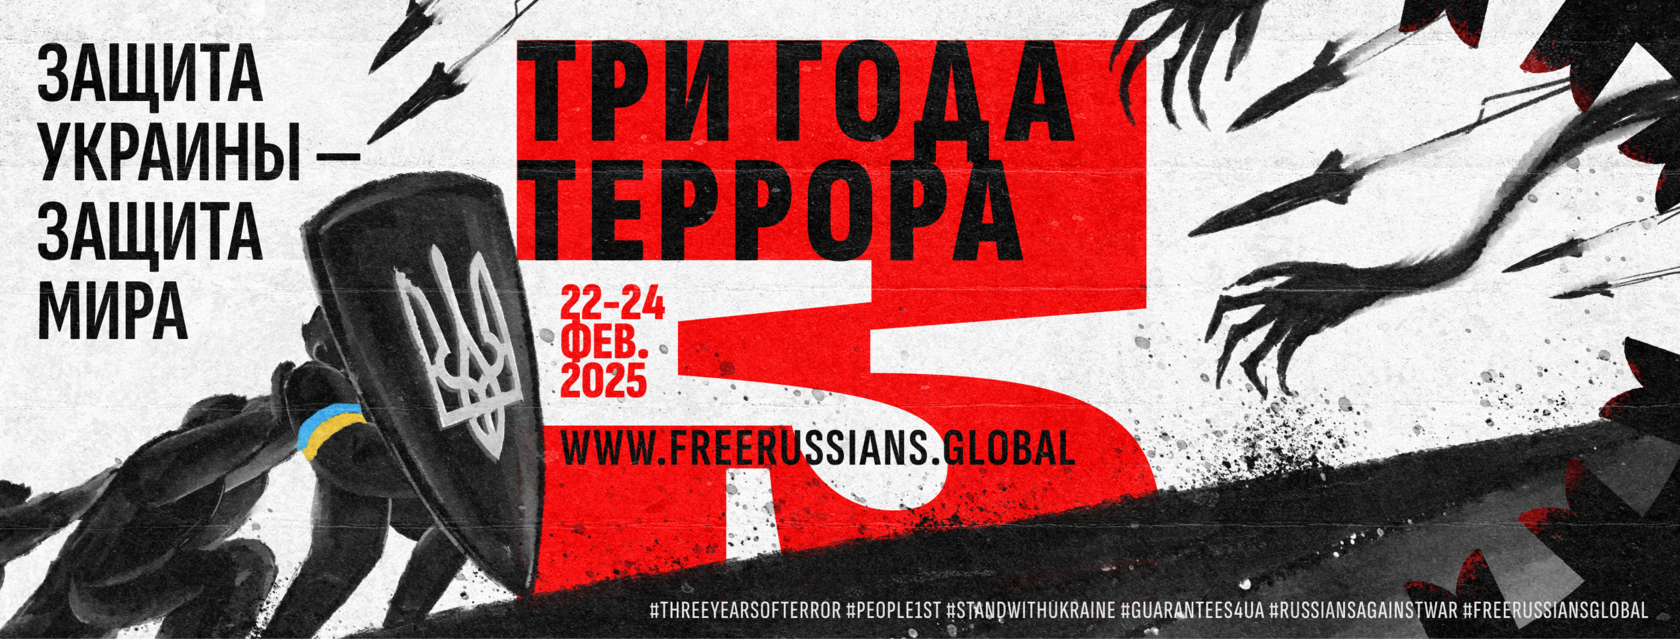 ЗАЩИТА
УКРАИНЫ –
ЗАЩИТА
МИРА
ТРИ ГОДА
ТЕРРОРА
22-24
ФЕВ.
2025
WWW.FREERUSSIANS.GLOBAL
#THREEYEARSOFTERROR #PEOPLE1ST #STANDWITHUKRAINE #GUARANTEES4UA #RUSSIANSAGAINSTWAR #FREERUSSIANSGLOBAL